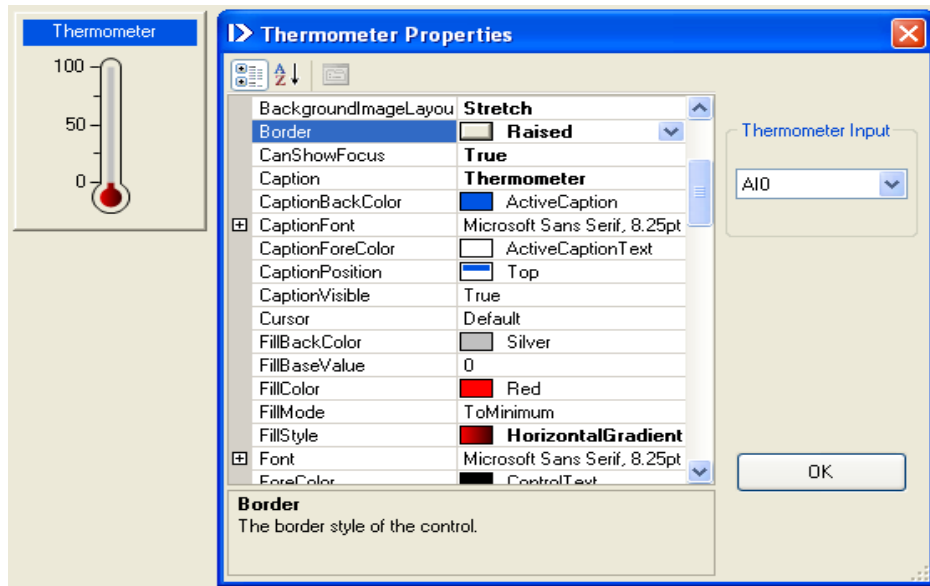 Thermometer
100
50
0
Thermometer Properties
BackgroundImageLayou Stretch
Border Raised
CanShowFocus True
Caption Thermometer
CaptionBackColor ActiveCaption
CaptionFont Microsoft Sans Serif, 8.25pt
CaptionForeColor ActiveCaptionText
CaptionPosition Top
CaptionVisible True
Cursor Default
FillBackColor Silver
FillBaseValue 0
FillColor Red
FillMode ToMinimum
FillStyle HorizontalGradient
Font Microsoft Sans Serif, 8.25pt
ForeColor ControlText
Border
The border style of the control.
Thermometer Input
AI0
OK